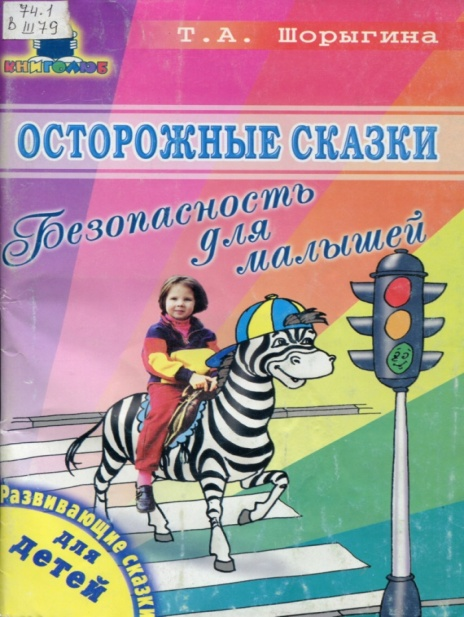 74.1
В Ш79
КНИГОЛЮБ
Т.А. Шорыгина
ОСТОРОЖНЫЕ СКАЗКИ
Безопасность
для
малышей
Развивающие сказки
для
детей